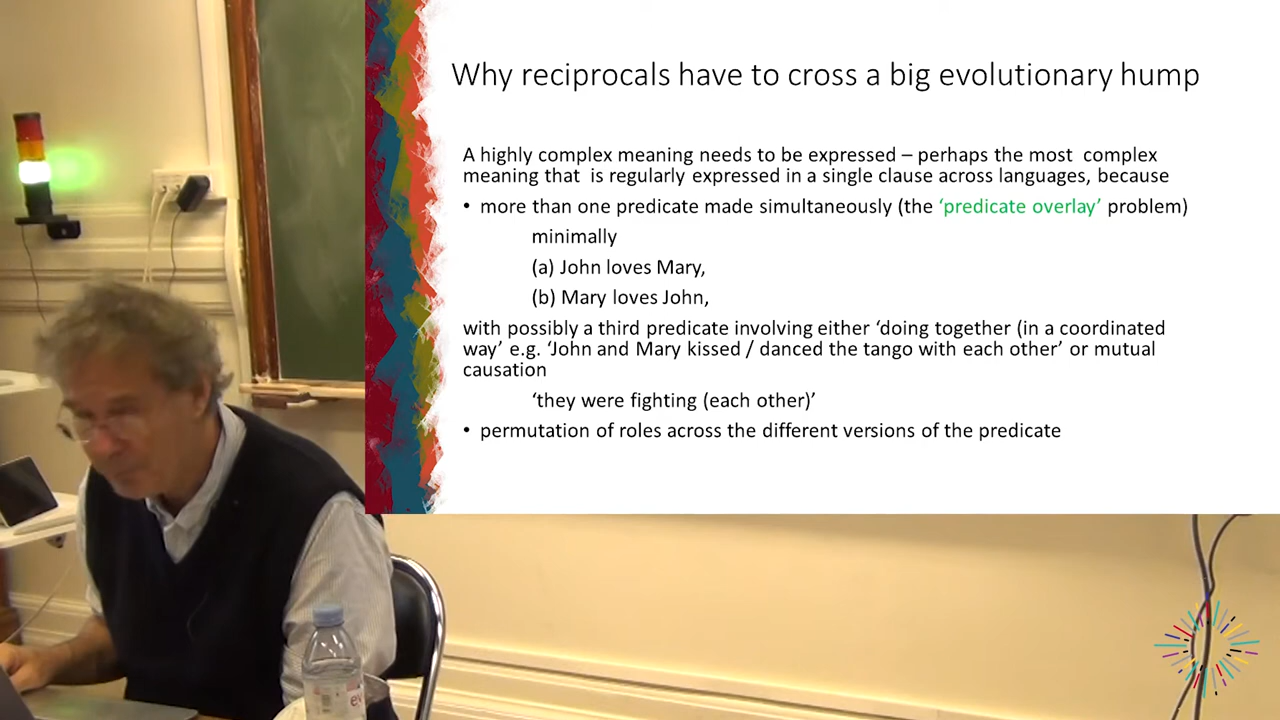 Why reciprocals have to cross a big evolutionary hump
A highly complex meaning needs to be expressed – perhaps the most complex
meaning that is regularly expressed in a single clause across languages, because
• more than one predicate made simultaneously (the ‘predicate overlay’ problem)
minimally
(a) John loves Mary,
(b) Mary loves John,
with possibly a third predicate involving either ‘doing together (in a coordinated
way’ e.g. ‘John and Mary kissed / danced the tango with each other’ or mutual
causation
‘they were fighting (each other)’
• permutation of roles across the different versions of the predicate